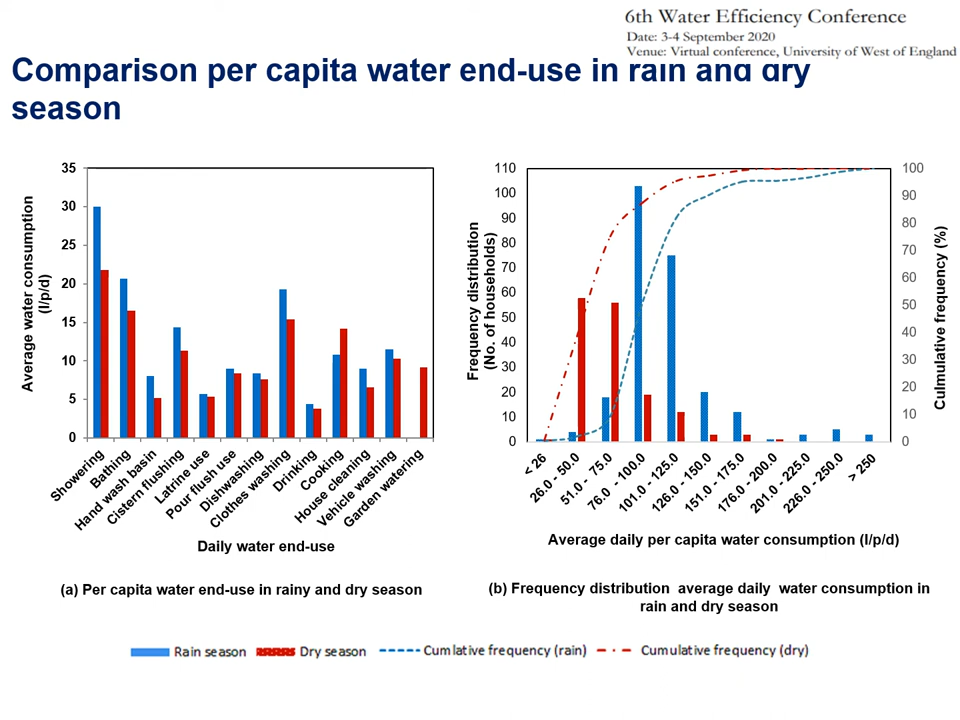 6th Water Efficiency Conference
Date: 3-4 September 2020
Venue: Virtual conference, University of West of England
Comparison per capita water end-use in rain and dry
season
Average water consumption
(l/p/d)
35
30
25
20
15
10
5
0
Showering
Bathing
Hand wash basin
Cistern flushing
Latrine use
Pour flush use
Dishwashing
Clothes washing
Drinking
Cooking
House cleaning
Vehicle washing
Garden watering
Daily water end-use
(a) Per capita water end-use in rainy and dry season
Frequency distribution
(No. of households)
110
100
90
80
70
60
50
40
30
20
10
0
< 26
26.0 - 50.0
51.0 - 75.0
76.0 - 100.0
101.0 - 125.0
126.0 - 150.0
151.0 - 175.0
176.0 - 200.0
201.0 - 225.0
226.0 - 250.0
> 250
100
90
80
70
60
50
40
30
20
10
0
Culmulative frequency (%)
Average daily per capita water consumption (l/p/d)
(b) Frequency distribution average daily water consumption in
rain and dry season
Rain season
Dry season
Cumlative frequency (rain)
Cumulative frequency (dry)